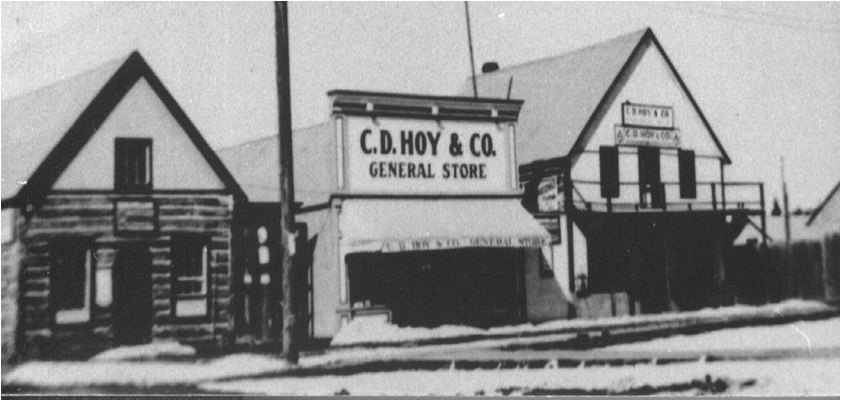 C.D. HOY & CO.
GENERAL STORE
C. D. HOY & CO. GENERAL STORE
C. D. HOY & CO.
C. D. HOY & CO.